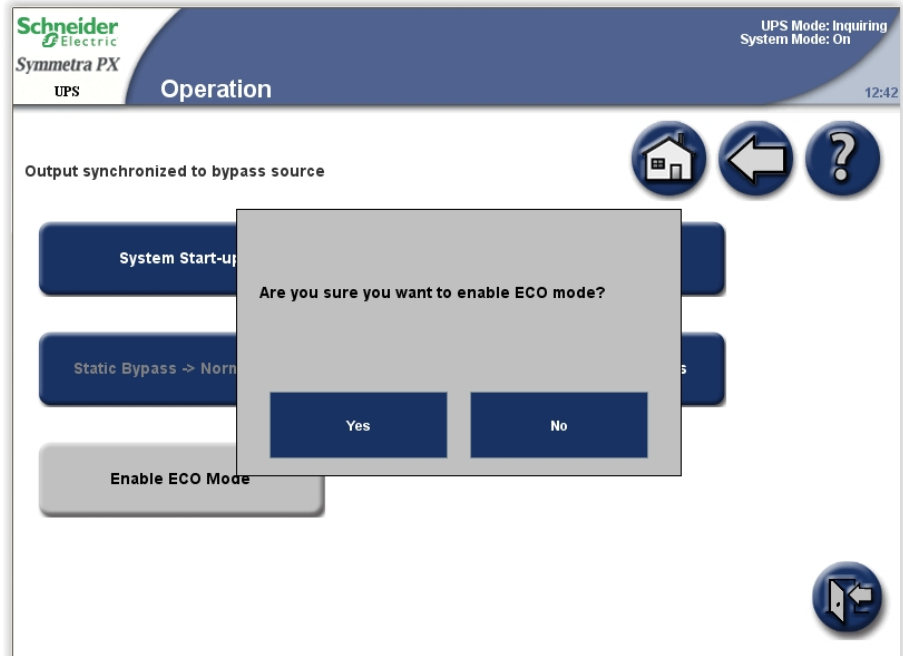 Schneider
Electric
Symmetra PX
UPS
Operation
UPS Mode: Inquiring
System Mode: On
12:42
Output synchronized to bypass source
?
System Start-up
Are you sure you want to enable ECO mode?
Static Bypass -> Norm
s
Yes
No
Enable ECO Mode